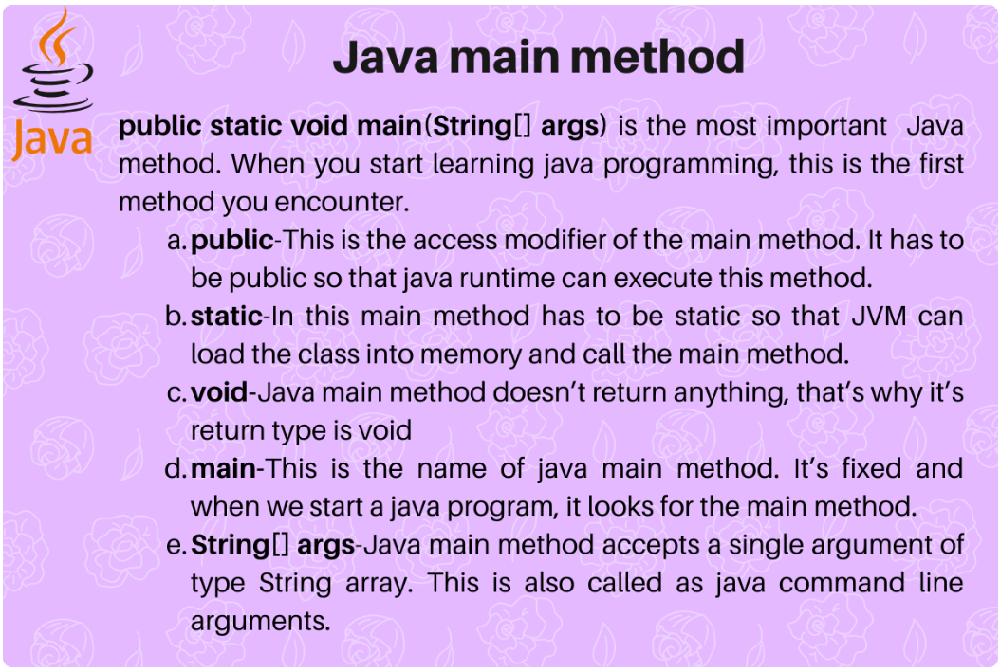 Java main method
Java
public static void main(String[] args) is the most important Java
method. When you start learning java programming, this is the first
method you encounter.
a. public-This is the access modifier of the main method. It has to
be public so that java runtime can execute this method.
b. static-In this main method has to be static so that JVM can
load the class into memory and call the main method.
c. void-Java main method doesn’t return anything, that’s why it’s
return type is void
d. main-This is the name of java main method. It’s fixed and
when we start a java program, it looks for the main method.
e. String[] args-Java main method accepts a single argument of
type String array. This is also called as java command line
arguments.